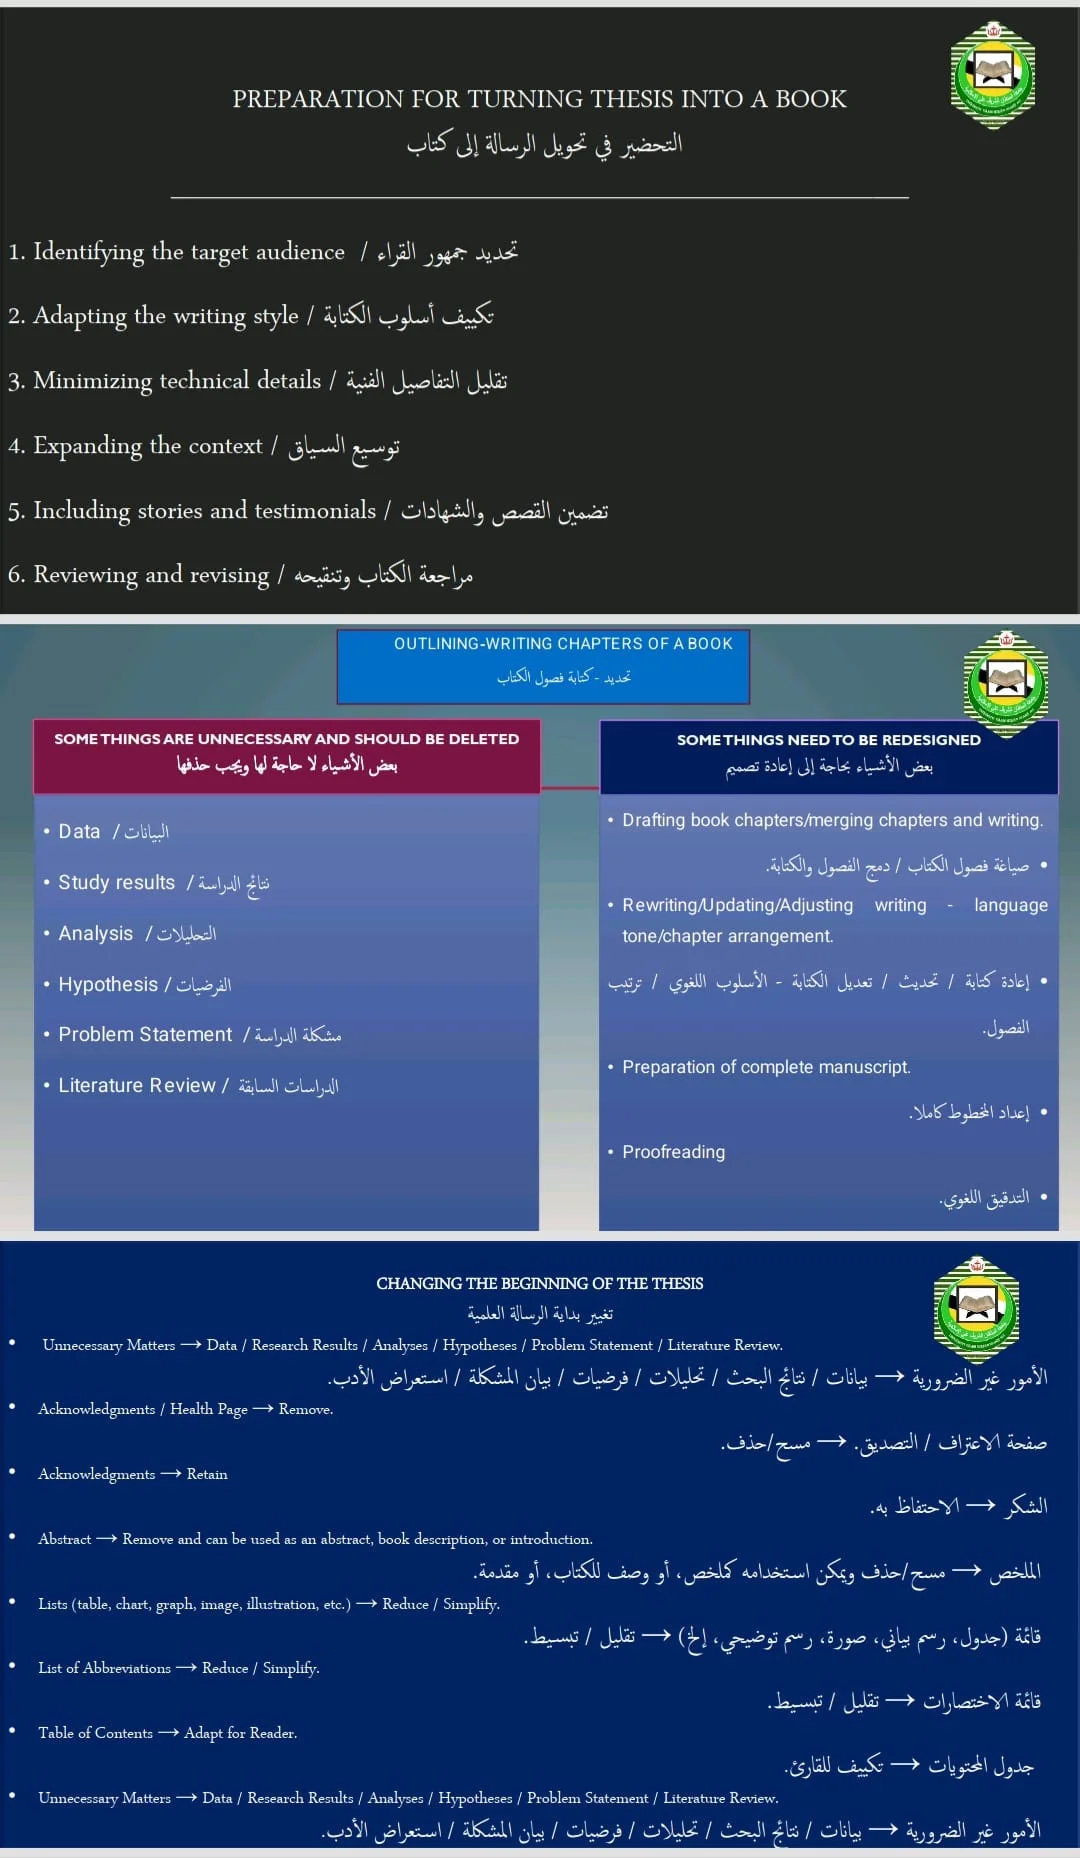 PREPARATION FOR TURNING THESIS INTO A BOOK
التحضير في تحويل الرسالة إلى كتاب
1. Identifying the target audience / تحديد جمهور القراء
2. Adapting the writing style / تكييف أسلوب الكتابة
3. Minimizing technical details / تقليل التفاصيل الفنية
4. Expanding the context / توسيع السياق
5. Including stories and testimonials / تضمين القصص والشهادات
6. Reviewing and revising / مراجعة الكتاب وتنقيحه
OUTLINING-WRITING CHAPTERS OF A BOOK
تحديد - كتابة فصول الكتاب
SOME THINGS ARE UNNECESSARY AND SHOULD BE DELETED
بعض الأشياء لا حاجة لها ويجب حذفها
• Data / البيانات
• Study results / نتائج الدراسة
• Analysis / التحليلات
• Hypothesis / الفرضيات
• Problem Statement / مشكلة الدراسة
• Literature Review / الدراسات السابقة
SOME THINGS NEED TO BE REDESIGNED
بعض الأشياء بحاجة إلى إعادة تصميم
• Drafting book chapters/merging chapters and writing.
• صياغة فصول الكتاب / دمج الفصول والكتابة.
• Rewriting/Updating/Adjusting writing - language
tone/chapter arrangement.
• إعادة كتابة / تحديث / تعديل الكتابة - الأسلوب اللغوي / ترتيب
الفصول.
• Preparation of complete manuscript.
• إعداد المخطوط كاملا.
• Proofreading
• التدقيق اللغوي.
CHANGING THE BEGINNING OF THE THESIS
تغيير بداية الرسالة العلمية
• Unnecessary Matters → Data / Research Results / Analyses / Hypotheses / Problem Statement / Literature Review.
الأمور غير الضرورية → بيانات / نتائج البحث / تحليلات / فرضيات / بيان المشكلة / استعراض الأدب.
• Acknowledgments / Health Page → Remove.
صفحة الاعتراف / التصديق. → مسح/حذف.
• Acknowledgments → Retain
الشكر → الاحتفاظ به.
• Abstract → Remove and can be used as an abstract, book description, or introduction.
الملخص → مسح/حذف ويمكن استخدامه كملخص، أو وصف للكتاب، أو مقدمة.
• Lists (table, chart, graph, image, illustration, etc.) → Reduce / Simplify.
قائمة (جدول، رسم بياني، صورة، رسم توضيحي، إلخ) → تقليل / تبسيط.
• List of Abbreviations → Reduce / Simplify.
قائمة الاختصارات → تقليل / تبسيط.
• Table of Contents → Adapt for Reader.
جدول المحتويات → تكييف للقارئ.
• Unnecessary Matters → Data / Research Results / Analyses / Hypotheses / Problem Statement / Literature Review.
الأمور غير الضرورية → بيانات / نتائج البحث / تحليلات / فرضيات / بيان المشكلة / استعراض الأدب.